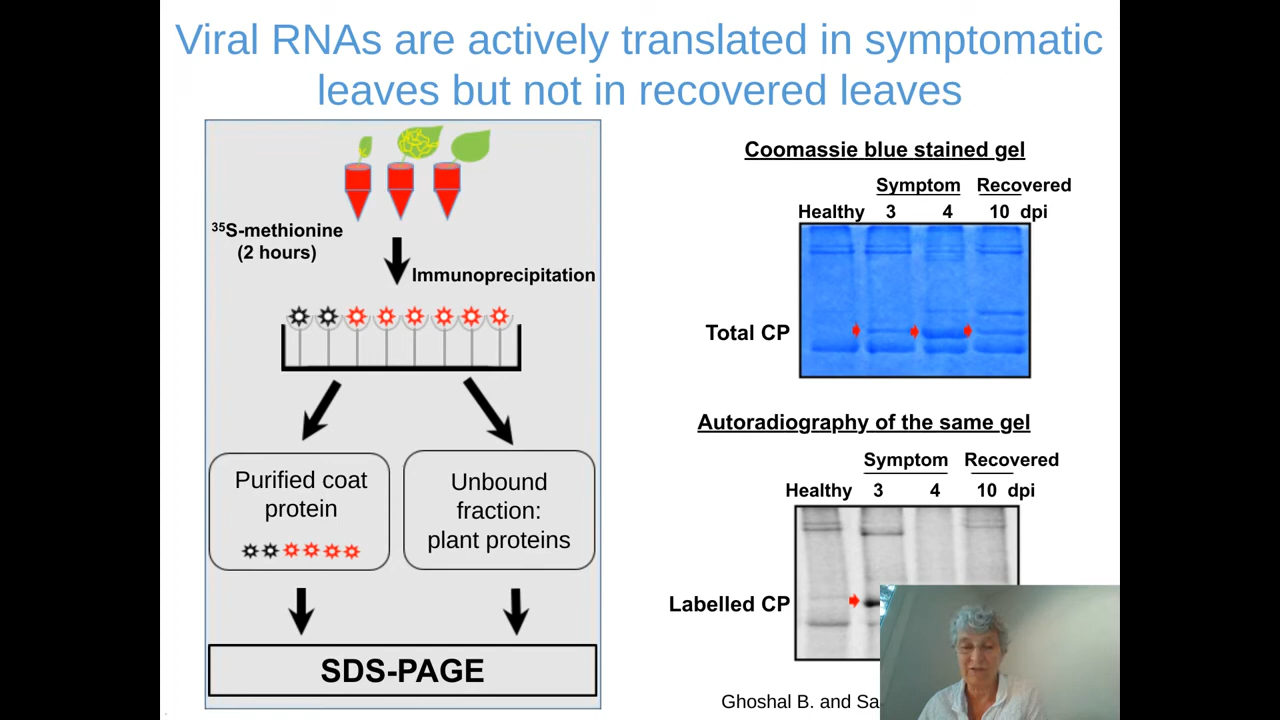 Viral RNAs are actively translated in symptomatic
leaves but not in recovered leaves
35S-methionine
(2 hours)
Immunoprecipitation
Purified coat
protein
Unbound
fraction:
plant proteins
SDS-PAGE
Coomassie blue stained gel
Symptom Recovered
Healthy 3 4 10 dpi
Total CP
Autoradiography of the same gel
Symptom Recovered
Healthy 3 4 10 dpi
Labelled CP
Ghoshal B. and